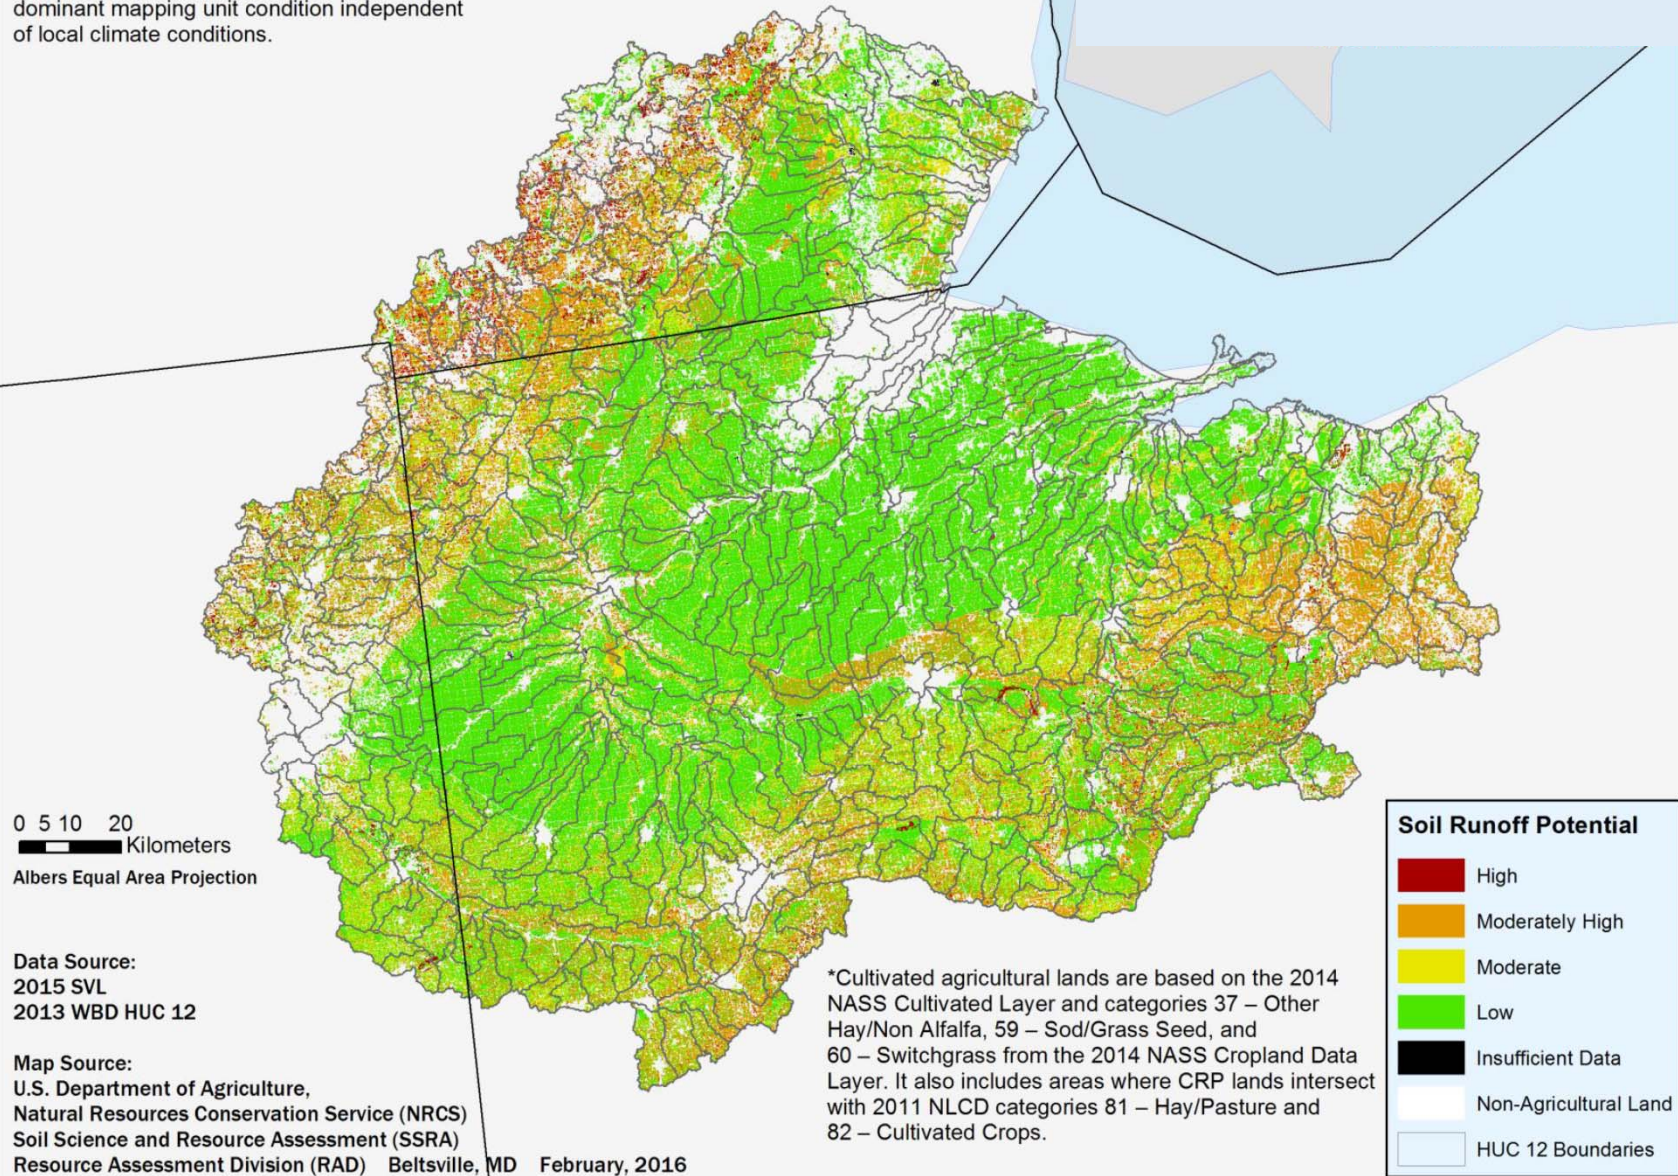 dominant mapping unit condition independent
of local climate conditions.
0 5 10 20
Kilometers
Albers Equal Area Projection
Data Source:
2015 SVL
2013 WBD HUC 12
Map Source:
U.S. Department of Agriculture,
Natural Resources Conservation Service (NRCS)
Soil Science and Resource Assessment (SSRA)
Resource Assessment Division (RAD) Beltsville, MD February, 2016
*Cultivated agricultural lands are based on the 2014
NASS Cultivated Layer and categories 37 – Other
Hay/Non Alfalfa, 59 – Sod/Grass Seed, and
60 – Switchgrass from the 2014 NASS Cropland Data
Layer. It also includes areas where CRP lands intersect
with 2011 NLCD categories 81 – Hay/Pasture and
82 – Cultivated Crops.
Soil Runoff Potential
High
Moderately High
Moderate
Low
Insufficient Data
Non-Agricultural Land
HUC 12 Boundaries